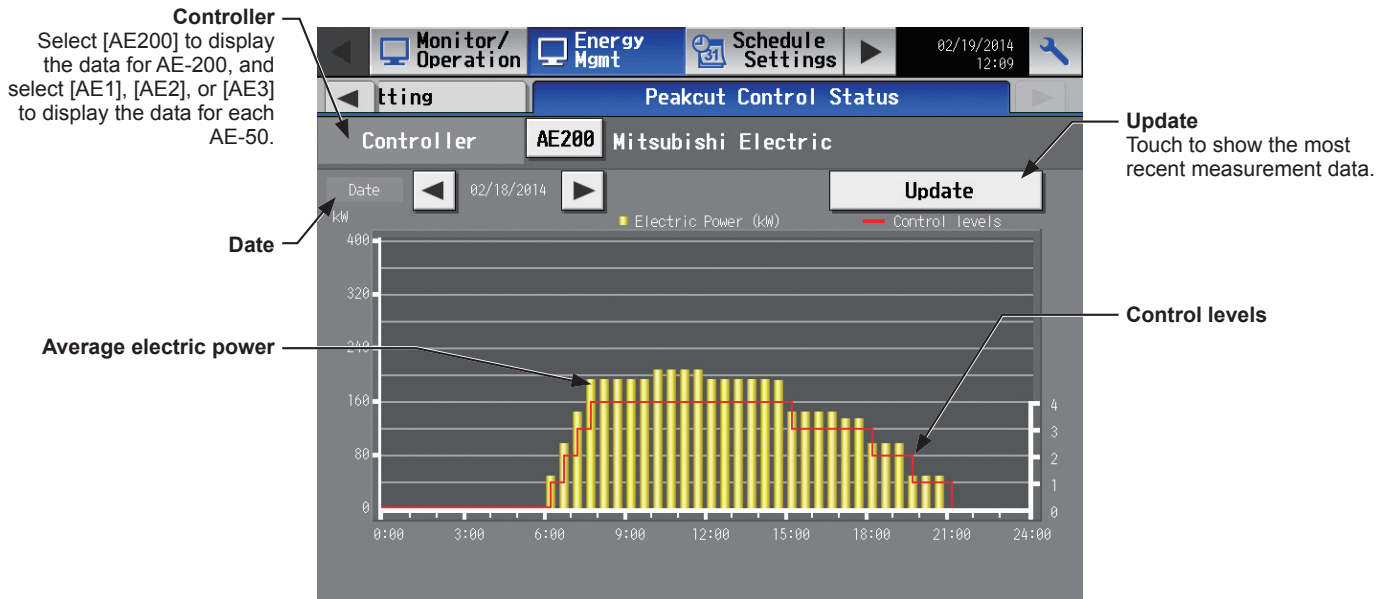 Controller
Select [AE200] to display
the data for AE-200, and
select [AE1], [AE2], or [AE3]
to display the data for each
AE-50.
Monitor/
Operation
Energy
Mgmt
31
Schedule
Settings
02/19/2014
12:09
tting
Peakcut Control Status
Controller
AE200
Mitsubishi Electric
Update
Touch to show the most
recent measurement data.
Date
02/18/2014
Update
kW
Electric Power (kW)
Control levels
Date
400
320
240
160
80
0
Control levels
Average electric power
4
3
2
1
0
0:00 3:00 6:00 9:00 12:00 15:00 18:00 21:00 24:00